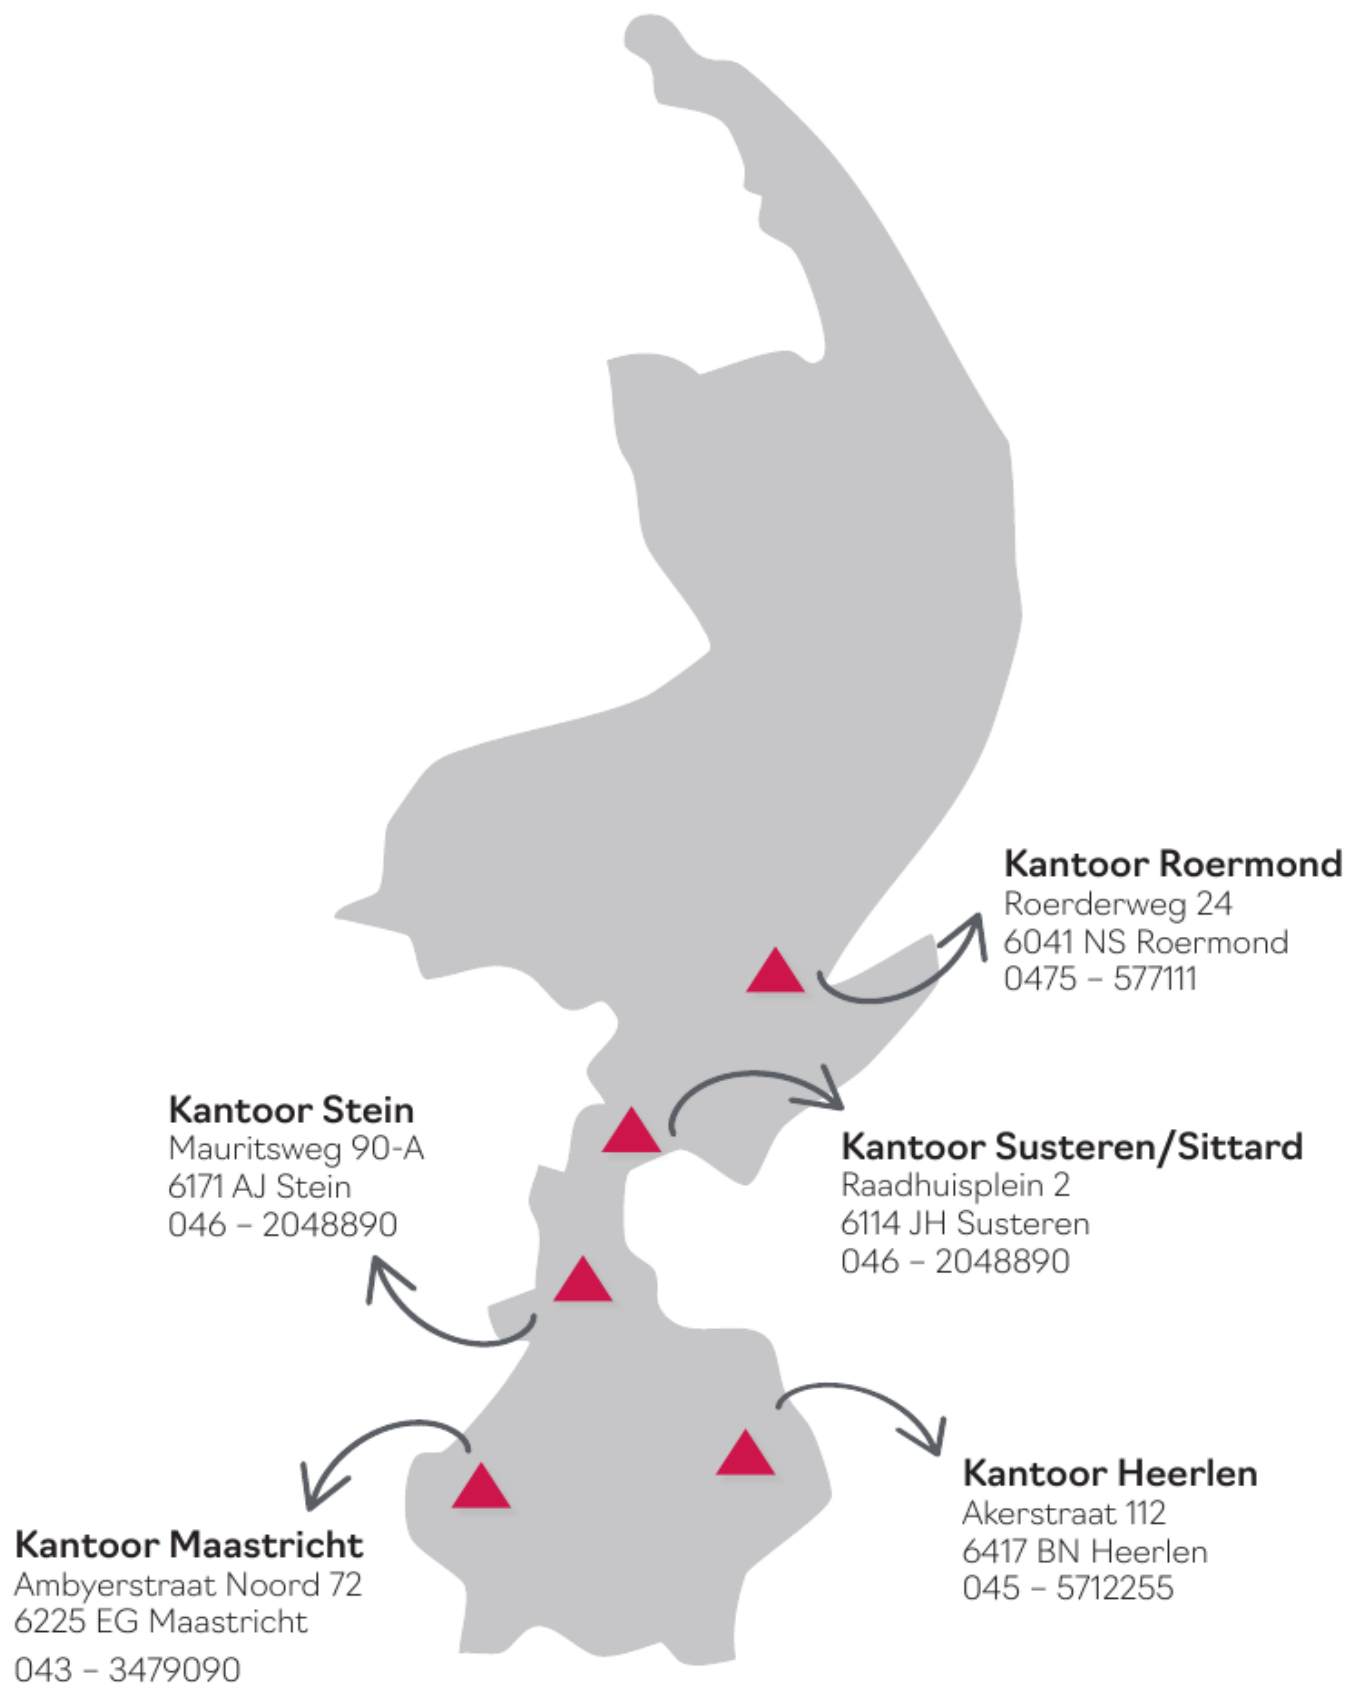 Kantoor Roermond
Roerderweg 24
6041 NS Roermond
0475 – 577111
Kantoor Stein
Mauritsweg 90-A
6171 AJ Stein
046 – 2048890
Kantoor Susteren/Sittard
Raadhuisplein 2
6114 JH Susteren
046 – 2048890
Kantoor Heerlen
Akerstraat 112
6417 BN Heerlen
045 – 5712255
Kantoor Maastricht
Ambyerstraat Noord 72
6225 EG Maastricht
043 – 3479090